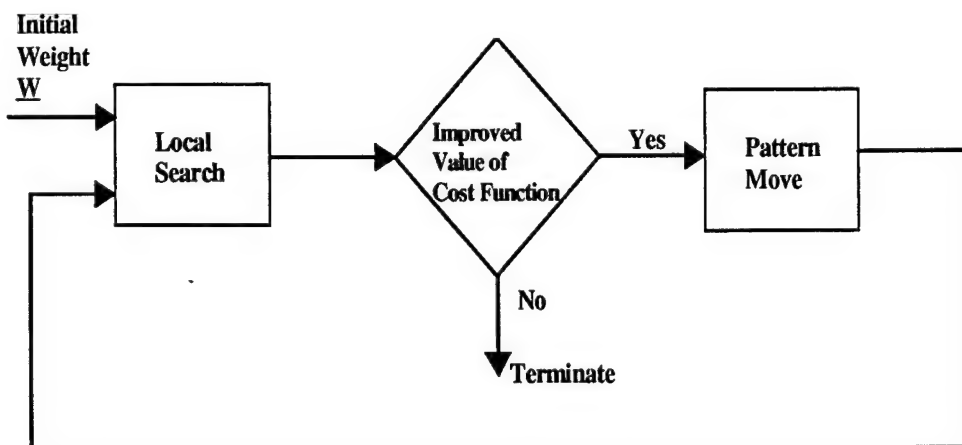 Initial
Weight
W
Local
Search
Improved
Value of
Cost Function
Yes
Pattern
Move
No
Terminate